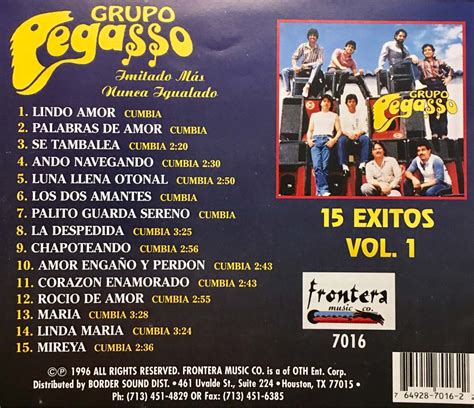 GRUPO
Pega$$o
Imitado Más
Nunca Igualado
1. LINDO AMOR CUMBIA
2. PALABRAS DE AMOR CUMBIA
3. SE TAMBALEA CUMBIA 2:20
4. ANDO NAVEGANDO CUMBIA 2:30
5. LUNA LLENA OTONAL CUMBIA 2:50
6. LOS DOS AMANTES CUMBIA
7. PALITO GUARDA SERENO CUMBIA
8. LA DESPEDIDA CUMBIA 3:25
9. CHAPOTEANDO CUMBIA 2:56
10. AMOR ENGAÑO Y PERDON CUMBIA 2:43
11. CORAZON ENAMORADO CUMBIA 2:43
12. ROCIO DE AMOR CUMBIA 2:55
13. MARIA CUMBIA 3:28
14. LINDA MARIA CUMBIA 3:24
15. MIREYA CUMBIA 2:57
GRUPO
Pega$$o
15 EXITOS
VOL. 1
frontera
music co.
7016
Ⓟ © 1996 ALL RIGHTS RESERVED. FRONTERA MUSIC CO. is a of OTH Ent. Corp.
Distributed by BORDER SOUND DIST. • 461 Uvalde St., Suite 224 • Houston, TX 77015 •
Ph: (713) 451-4829 OR Fax: (713) 451-6385
7 64928-7016-2 7